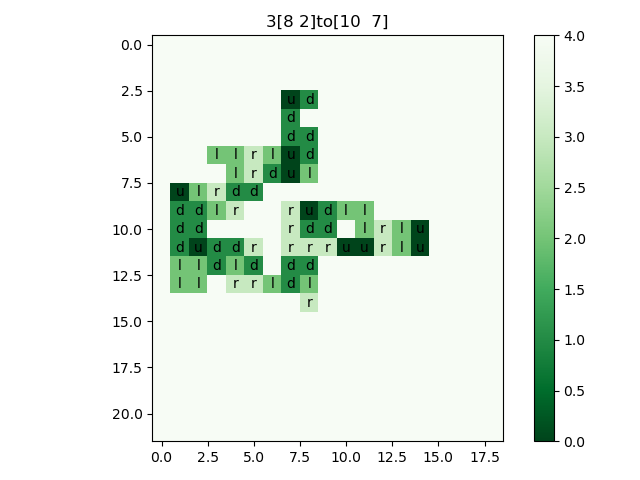 3[8 2]to[10  7]
0.0
2.5
5.0
7.5
10.0
12.5
15.0
17.5
20.0
u d
d
d d
l l r l u d
l r d u l
u l r d d
d d l r r u d l l
d d r d d l r l u
d u d d r r r r u u r l u
l l d l d d d
l l r r l d l
r
0.0 2.5 5.0 7.5 10.0 12.5 15.0 17.5
4.0
3.5
3.0
2.5
2.0
1.5
1.0
0.5
0.0